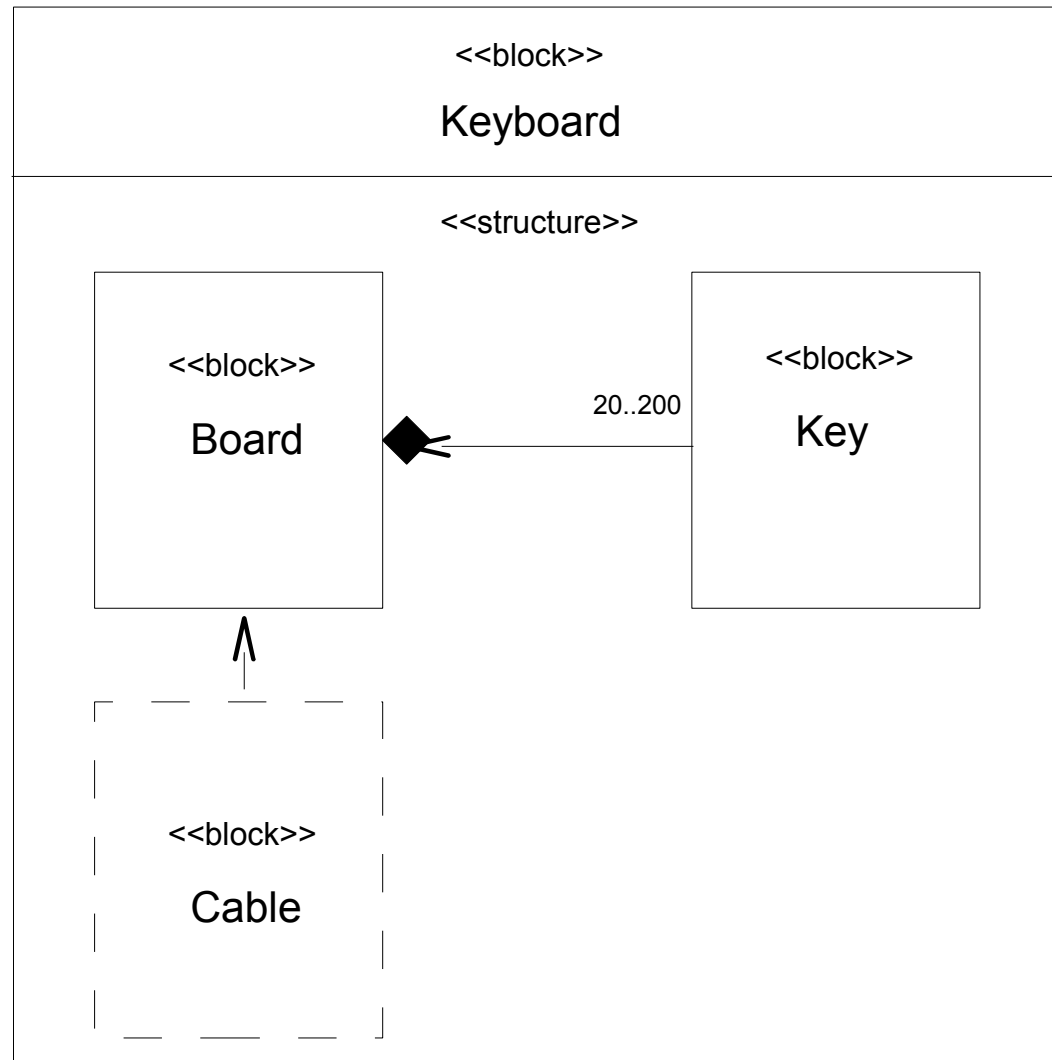 <<block>>
Keyboard
<<structure>>
<<block>>
Board
20..200
<<block>>
Key
<<block>>
Cable